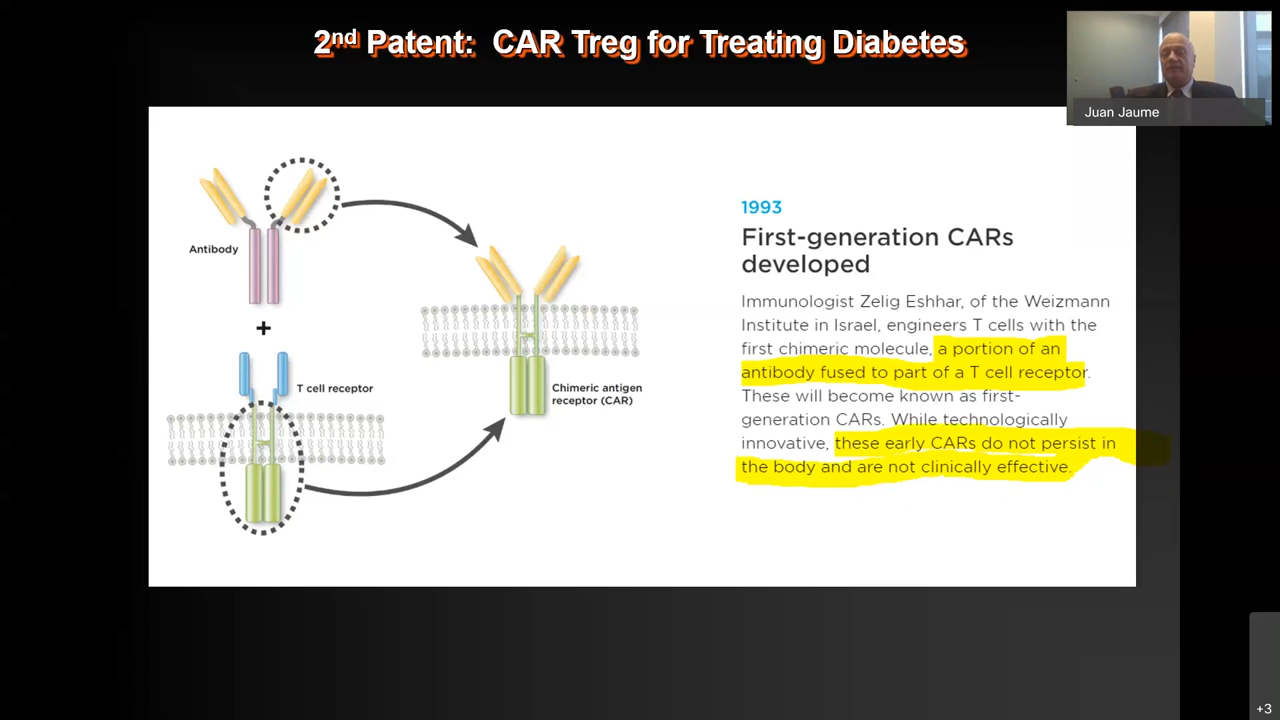 2nd Patent: CAR Treg for Treating Diabetes
Juan Jaume
Antibody
+
T cell receptor
Chimeric antigen
receptor (CAR)
1993
First-generation CARs
developed
Immunologist Zelig Eshhar, of the Weizmann
Institute in Israel, engineers T cells with the
first chimeric molecule, a portion of an
antibody fused to part of a T cell receptor.
These will become known as first-
generation CARs. While technologically
innovative, these early CARs do not persist in
the body and are not clinically effective.
+3